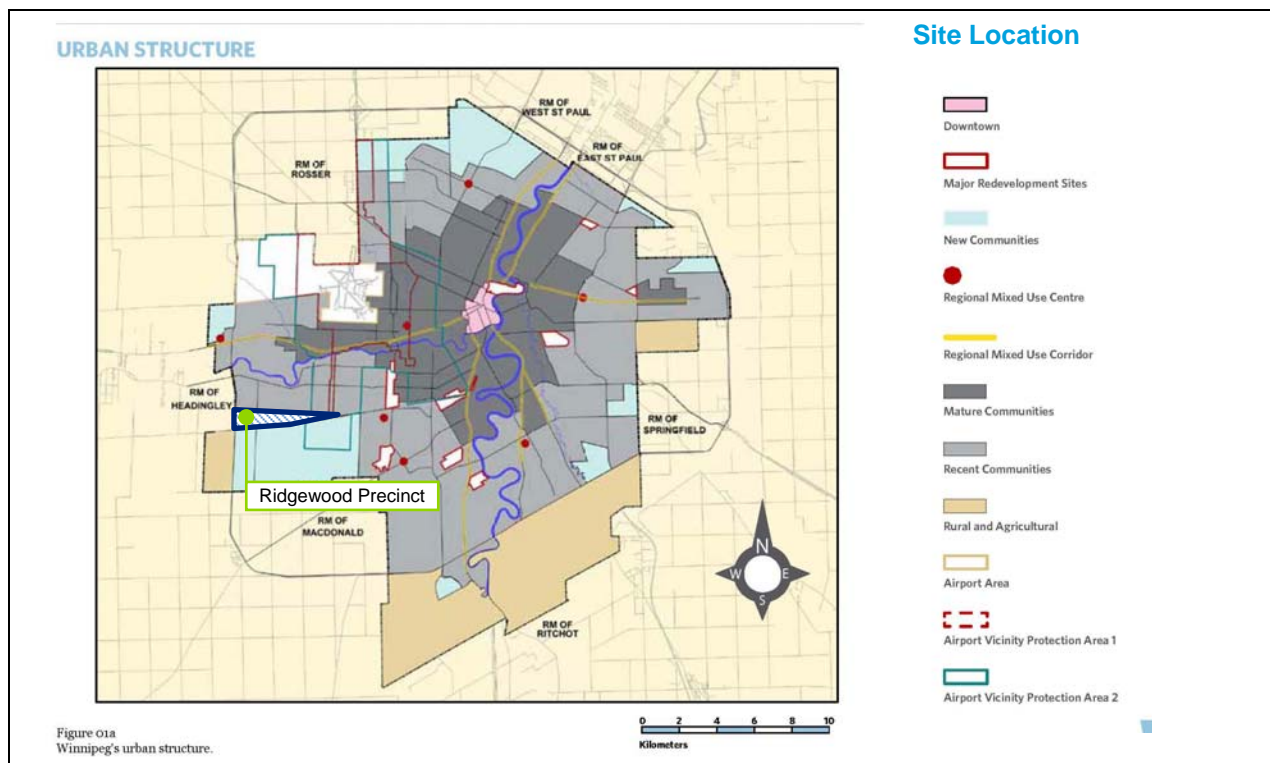 URBAN STRUCTURE
Site Location
RM OF
WEST ST PAUL
RM OF
EAST ST PAUL
RM OF
ROSSER
RM OF
HEADINGLEY
RM OF
SPRINGFIELD
Ridgewood Precinct
RM OF
MACDONALD
RM OF
RITCHOT
N
W
E
S
Downtown
Major Redevelopment Sites
New Communities
Regional Mixed Use Centre
Regional Mixed Use Corridor
Mature Communities
Recent Communities
Rural and Agricultural
Airport Area
Airport Vicinity Protection Area 1
Airport Vicinity Protection Area 2
0 2 4 6 8 10
Kilometers
Figure 01a
Winnipeg's urban structure.